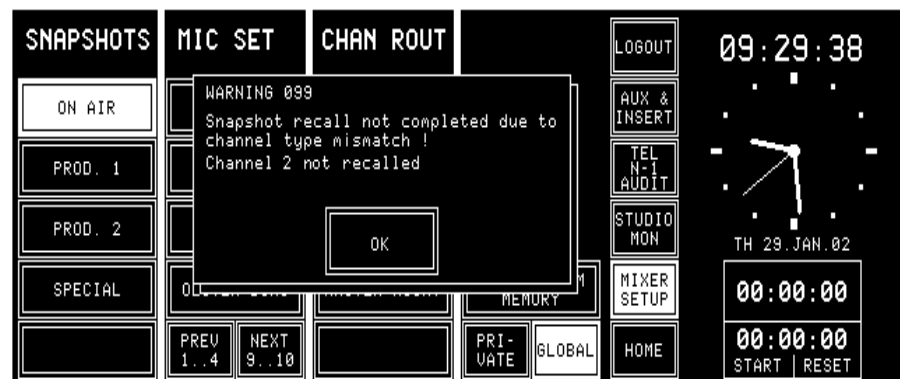 SNAPSHOTS
MIC SET
CHAN ROUT
LOGOUT
09:29:38
ON AIR
WARNING 099
Snapshot recall not completed due to
channel type mismatch !
Channel 2 not recalled
OK
AUX &
INSERT
PROD. 1
TEL
N-1
AUDIT
PROD. 2
STUDIO
MON
TH 29.JAN.02
SPECIAL
MEMORY
MIXER
SETUP
00:00:00
PREV
1..4
NEXT
9..10
PRI-
VATE
GLOBAL
HOME
00:00:00
START
RESET